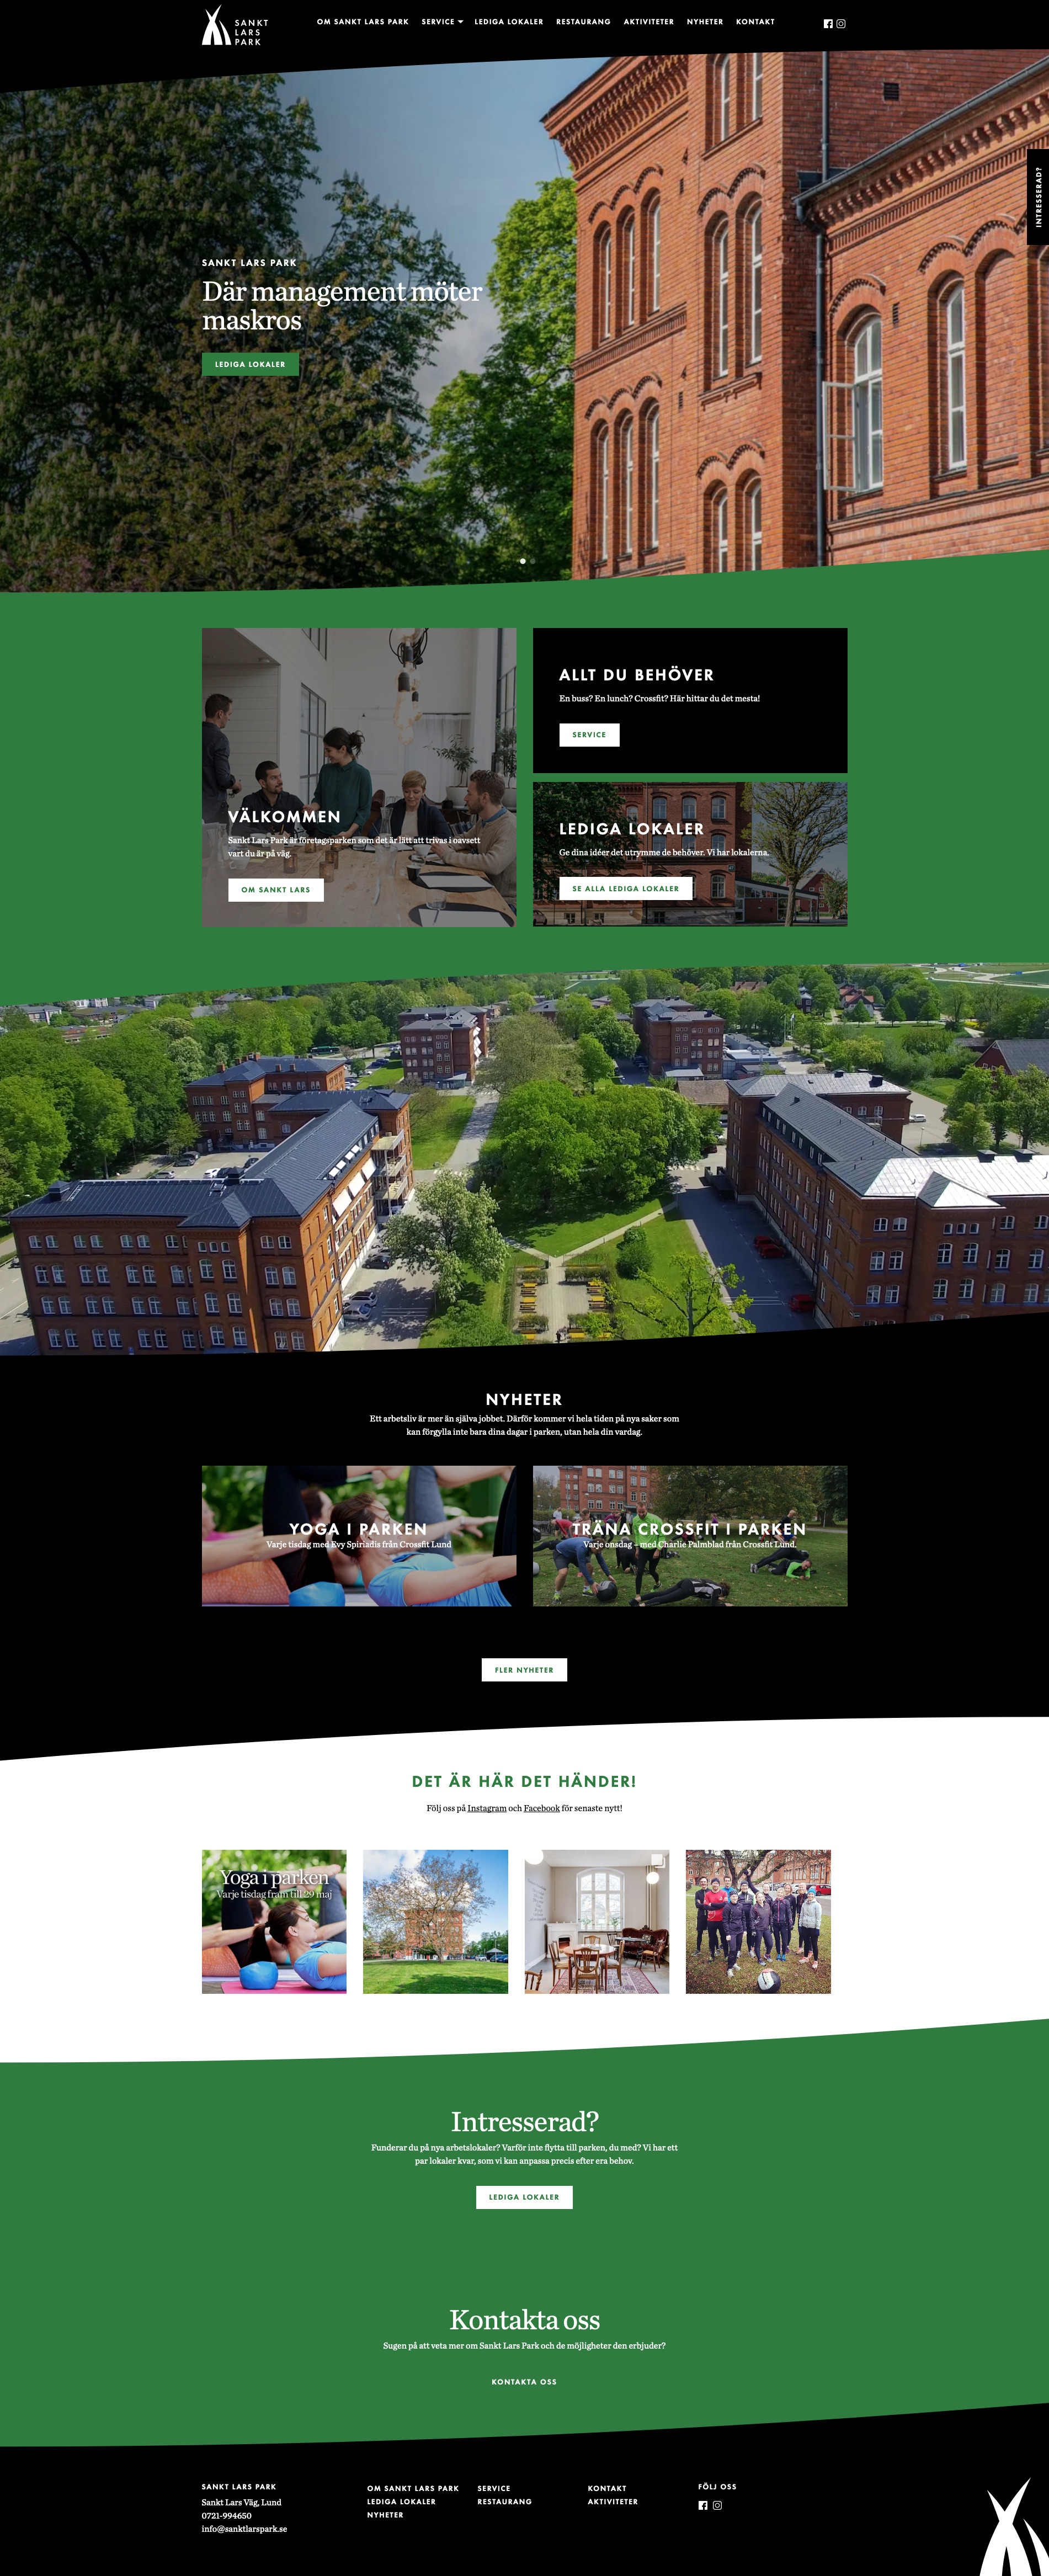 SANKT
LARS
PARK
OM SANKT LARS PARK
SERVICE
LEDIGA LOKALER
RESTAURANG
AKTIVITETER
NYHETER
KONTAKT
INTRESSERAD?
SANKT LARS PARK
Där management möter
maskros
LEDIGA LOKALER
VÄLKOMMEN
Sankt Lars Park är företagsparken som det är lätt att trivas i oavsett
vart du är på väg.
OM SANKT LARS
ALLT DU BEHÖVER
En buss? En lunch? Crossfit? Här hittar du det mesta!
SERVICE
LEDIGA LOKALER
Ge dina idéer det utrymme de behöver. Vi har lokalerna.
SE ALLA LEDIGA LOKALER
NYHETER
Ett arbetsliv är mer än själva jobbet. Därför kommer vi hela tiden på nya saker som
kan förgylla inte bara dina dagar i parken, utan hela din vardag.
YOGA I PARKEN
Varje tisdag med Evy Spiriadis från Crossfit Lund
TRÄNA CROSSFIT I PARKEN
Varje onsdag – med Charlie Palmblad från Crossfit Lund.
FLER NYHETER
DET ÄR HÄR DET HÄNDER!
Följ oss på Instagram och Facebook för senaste nytt!
Yoga i parken
Varje tisdag fram till 29 maj
Intresserad?
Funderar du på nya arbetslokaler? Varför inte flytta till parken, du med? Vi har ett
par lokaler kvar, som vi kan anpassa precis efter era behov.
LEDIGA LOKALER
Kontakta oss
Sugen på att veta mer om Sankt Lars Park och de möjligheter den erbjuder?
KONTAKTA OSS
SANKT LARS PARK
Sankt Lars Väg, Lund
0721-994650
info@sanktlarspark.se
OM SANKT LARS PARK
LEDIGA LOKALER
NYHETER
SERVICE
RESTAURANG
KONTAKT
AKTIVITETER
FÖLJ OSS